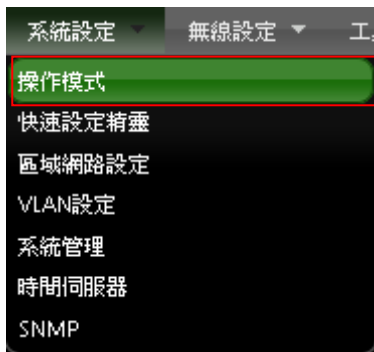 系統設定 無線設定 工
操作模式
快速設定精靈
區域網路設定
VLAN設定
系統管理
時間伺服器
SNMP